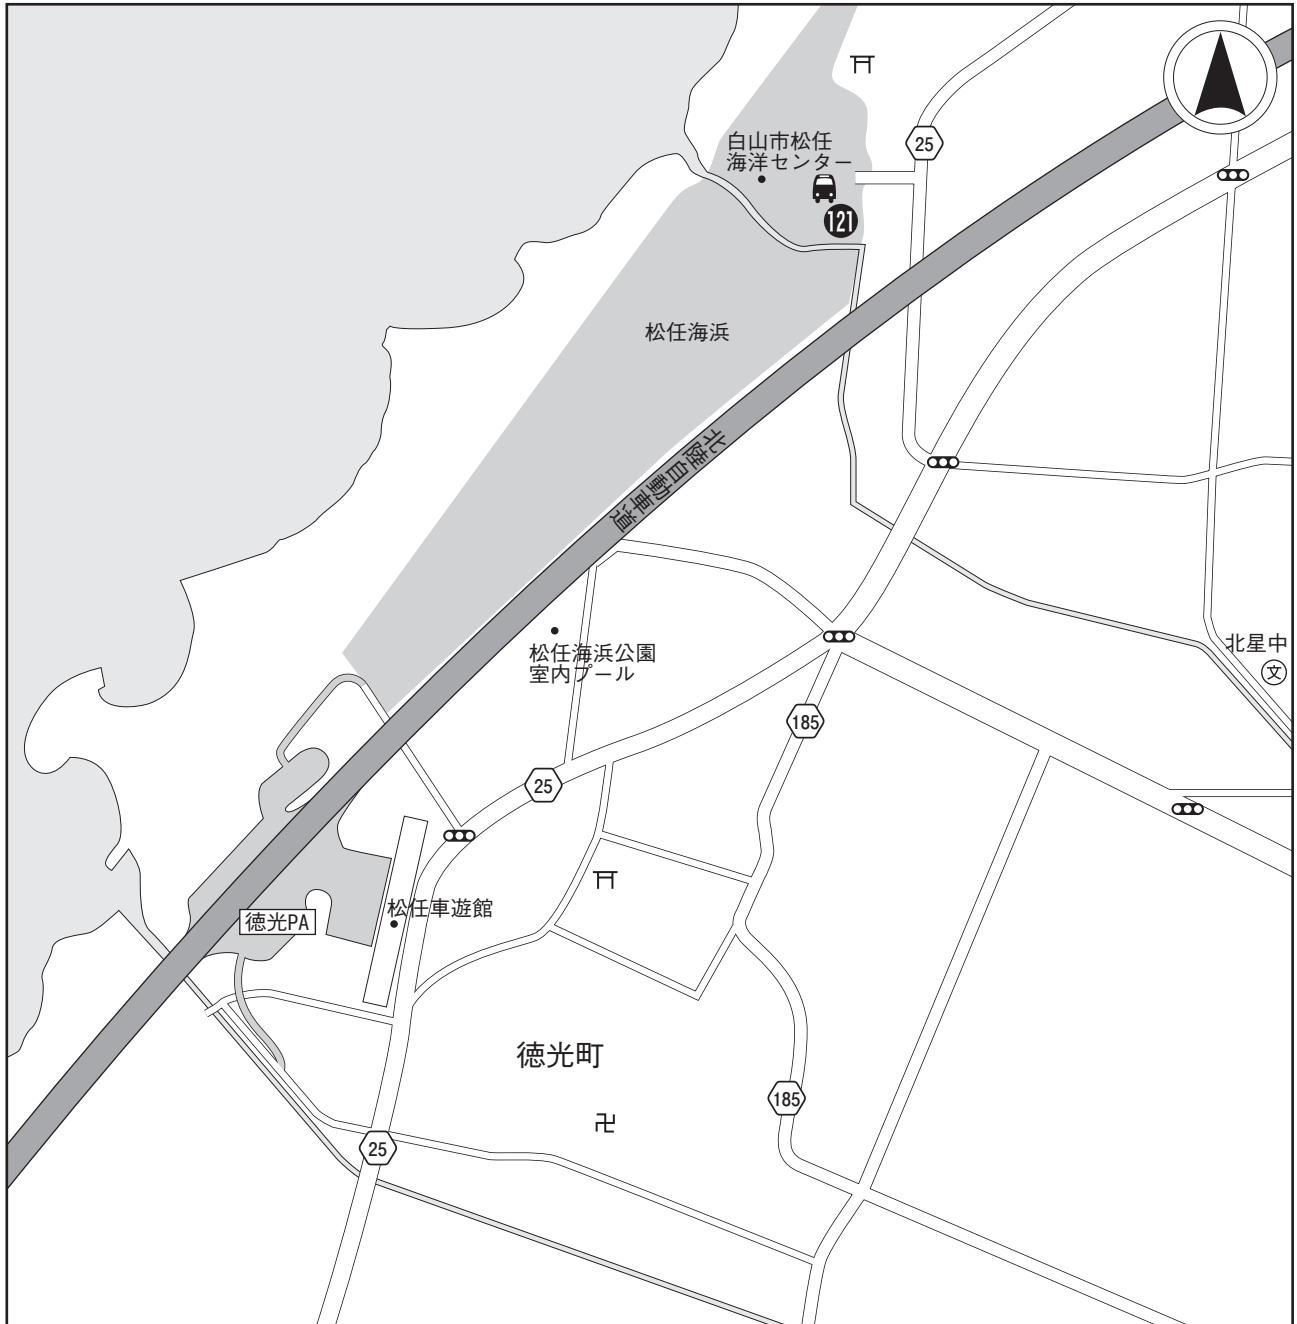 白山市松任
海洋センター
25
121
松任海浜
北陸自動車道
松任海浜公園
室内プール
北星中
文
185
25
松任車遊館
徳光PA
徳光町
185
25